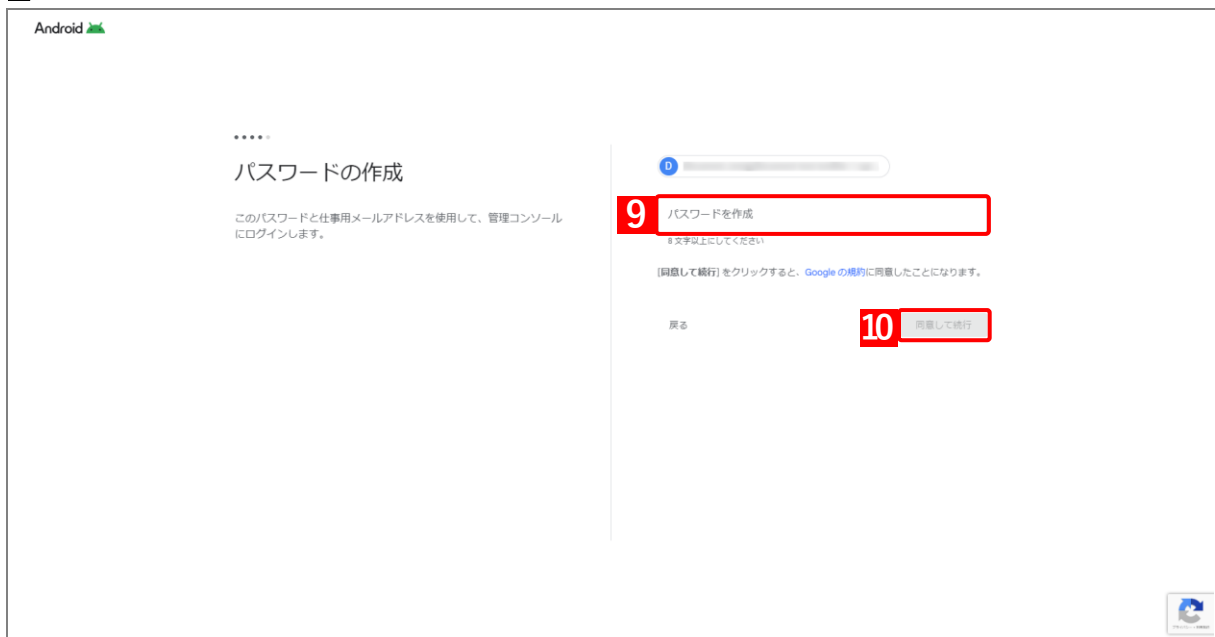 Android
パスワードの作成
このパスワードと仕事用メールアドレスを使用して、管理コンソール
にログインします。
D
9
パスワードを作成
8 文字以上にしてください
[同意して続行] をクリックすると、Google の規約に同意したことになります。
戻る
10
同意して続行